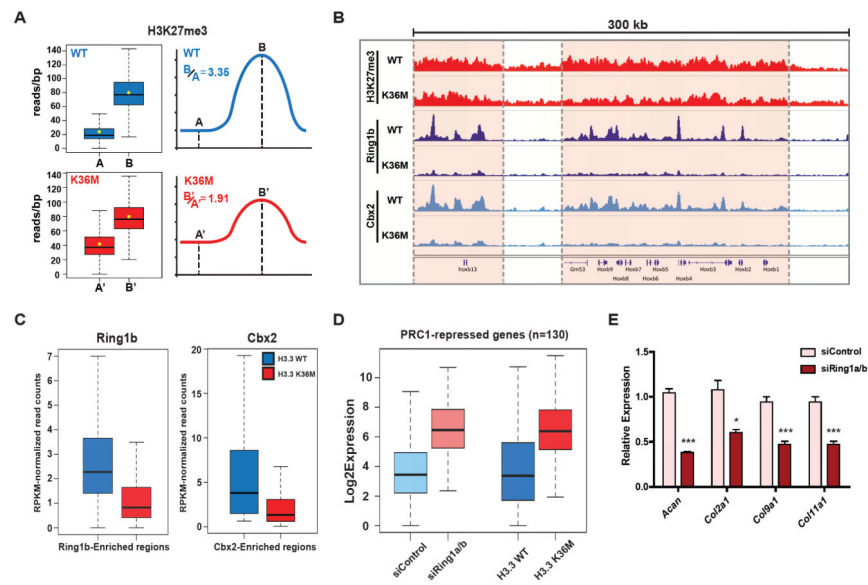 A
H3K27me3
reads/bp
140
120
100
80
60
40
20
0
WT
A B
WT
B/A = 3.35
A
B
reads/bp
140
120
100
80
60
40
20
0
K36M
A' B'
K36M
B'/A' = 1.91
A'
B'
B
300 kb
H3K27me3
WT
K36M
Ring1b
WT
K36M
Cbx2
WT
K36M
hoxb13
Gm53 Hoxb9 Hoxb7 Hoxb5 Hoxb3 Hoxb2 Hoxb1
Hoxb8 Hoxb6 Hoxb4
C
Ring1b
RPKM-normalized read counts
7
6
5
4
3
2
1
0
Ring1b-Enriched regions
Cbx2
H3.3 WT
H3.3 K36M
RPKM-normalized read counts
20
15
10
5
0
Cbx2-Enriched regions
D
PRC1-repressed genes (n=130)
Log2Expression
10
8
6
4
2
0
siControl
siRing1a/b
H3.3 WT
H3.3 K36M
E
siControl
siRing1a/b
Relative Expression
1.5
1.0
0.5
0.0
*** * *** ***
Acan
Col2a1
Col9a1
Col11a1